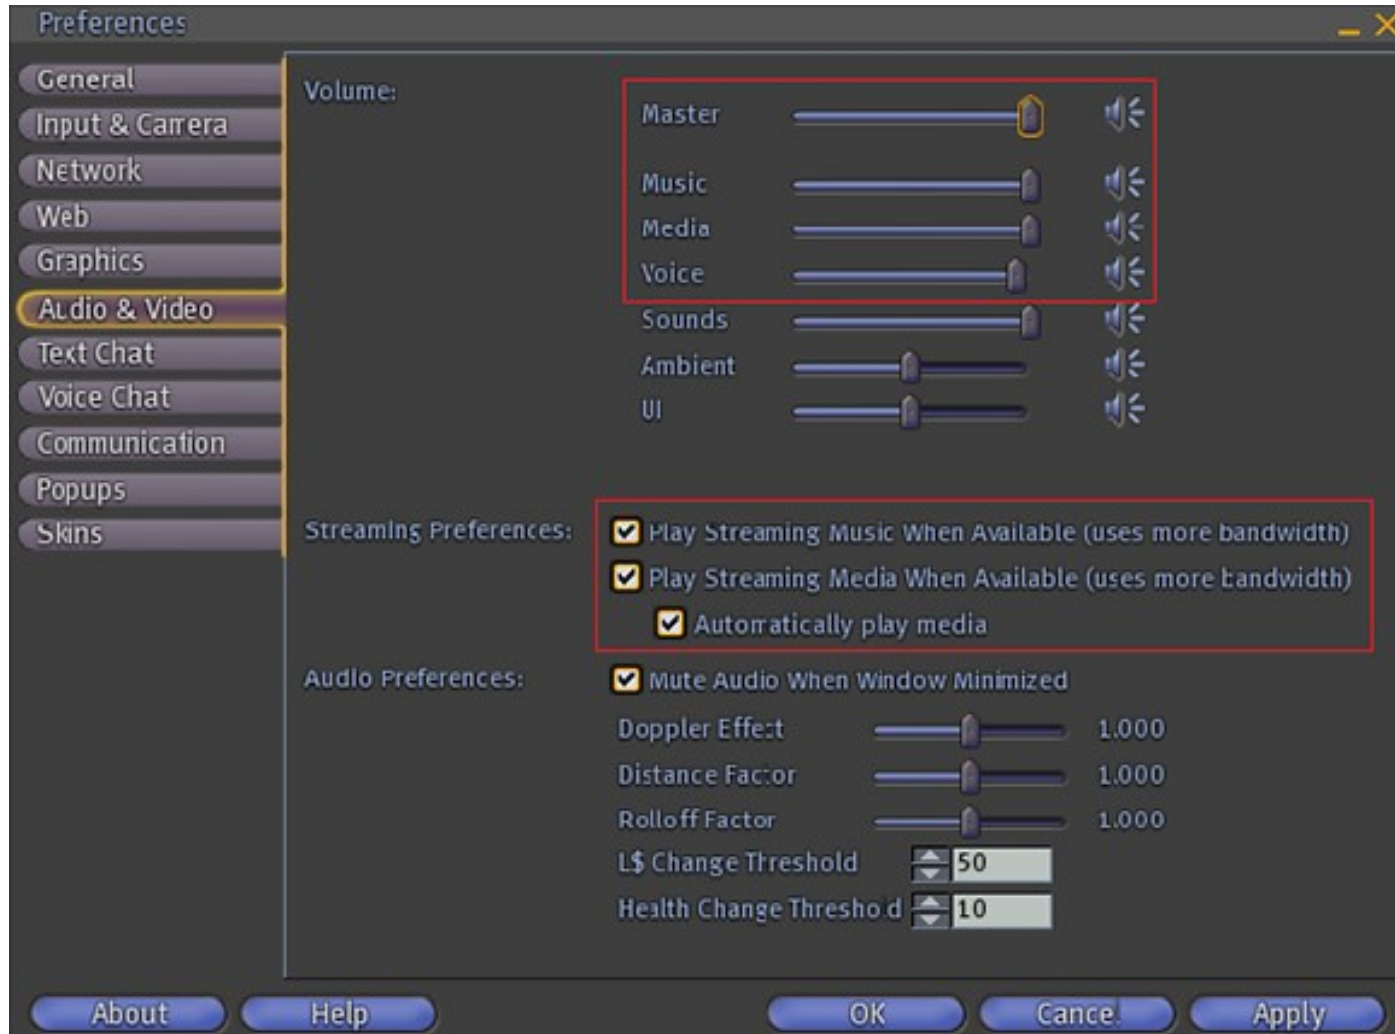 Preferences
General
Input & Camera
Network
Web
Graphics
Audio & Video
Text Chat
Voice Chat
Communication
Popups
Skins
Volume:
Master
Music
Media
Voice
Sounds
Ambient
UI
Streaming Preferences:
Play Streaming Music When Available (uses more bandwidth)
Play Streaming Media When Available (uses more bandwidth)
Automatically play media
Audio Preferences:
Mute Audio When Window Minimized
Doppler Effect 1.000
Distance Factor 1.000
Rolloff Factor 1.000
L$ Change Threshold 50
Health Change Threshold 10
About Help OK Cancel Apply